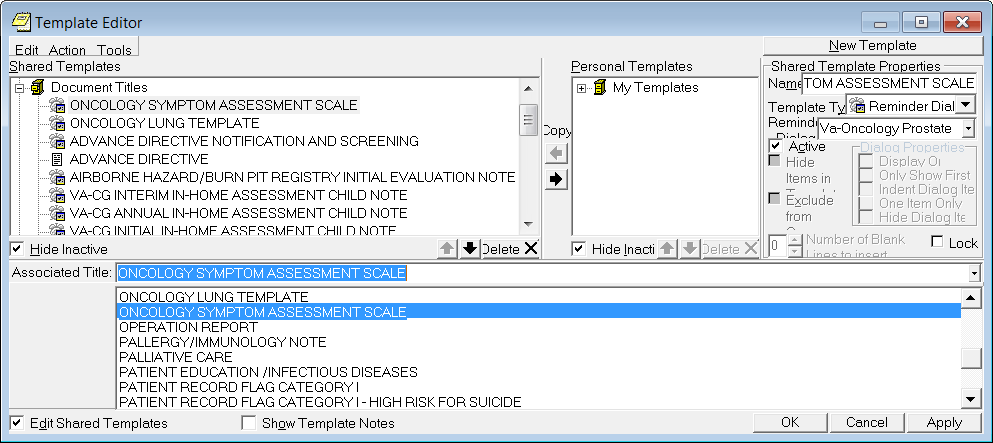 Template Editor
Edit Action Tools
New Template
Shared Templates
Document Titles
ONCOLOGY SYMPTOM ASSESSMENT SCALE
ONCOLOGY LUNG TEMPLATE
ADVANCE DIRECTIVE NOTIFICATION AND SCREENING
ADVANCE DIRECTIVE
AIRBORNE HAZARD/BURN PIT REGISTRY INITIAL EVALUATION NOTE
VA-CG INTERIM IN-HOME ASSESSMENT CHILD NOTE
VA-CG ANNUAL IN-HOME ASSESSMENT CHILD NOTE
VA-CG INITIAL IN-HOME ASSESSMENT CHILD NOTE
Hide Inactive
Delete
Copy
Personal Templates
My Templates
Hide Inacti
Delete
Shared Template Properties
Name TOM ASSESSMENT SCALE
Template Ty Reminder Dial
Reminder
Dialog
Va-Oncology Prostate
Active
Hide
Items in
Exclude
from
Dialog Properties
Display Or
Only Show First
Indent Dialog Ite
One Item Only
Hide Dialog Ite
0 Number of Blank
Lines to insert
Lock
Associated Title: ONCOLOGY SYMPTOM ASSESSMENT SCALE
ONCOLOGY LUNG TEMPLATE
ONCOLOGY SYMPTOM ASSESSMENT SCALE
OPERATION REPORT
PALLERGY/IMMUNOLOGY NOTE
PALLIATIVE CARE
PATIENT EDUCATION /INFECTIOUS DISEASES
PATIENT RECORD FLAG CATEGORY I
PATIENT RECORD FLAG CATEGORY I - HIGH RISK FOR SUICIDE
Edit Shared Templates
Show Template Notes
OK Cancel Apply